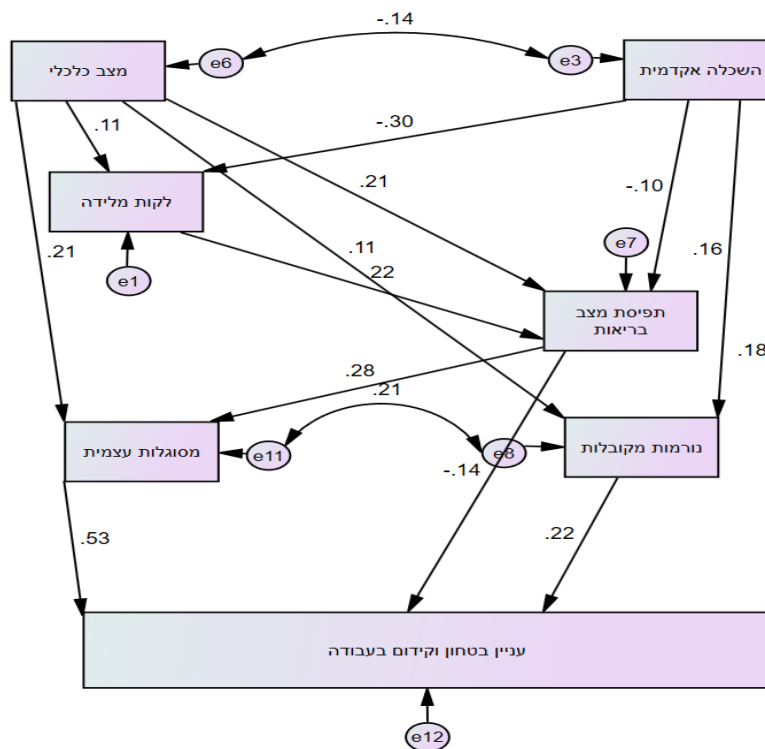 -.14
מצב כלכלי
e6
e3
השכלה אקדמית
.11
-.30
לקות מלידה
.21
-.10
.21
.11
.22
e7
.16
e1
תפיסת מצב
בריאות
.18
.28
.21
מסוגלות עצמית
e11
e8
נורמות מקובלות
-.14
.53
.22
עניין בטחון וקידום בעבודה
e12